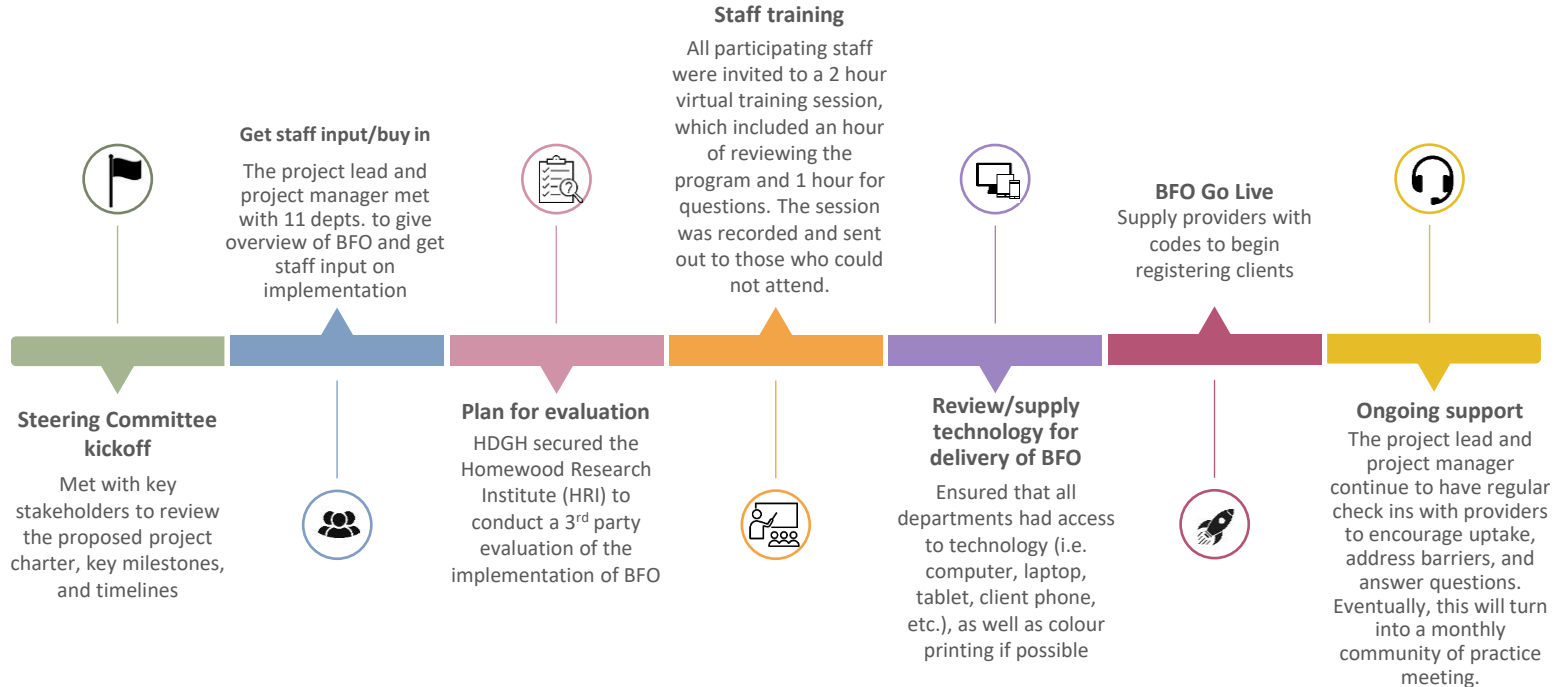 Steering Committee
kickoff
Met with key
stakeholders to review
the proposed project
charter, key milestones,
and timelines
Get staff input/buy in
The project lead and
project manager met
with 11 depts. to give
overview of BFO and get
staff input on
implementation
Plan for evaluation
HDGH secured the
Homewood Research
Institute (HRI) to
conduct a 3rd party
evaluation of the
implementation of BFO
Staff training
All participating staff
were invited to a 2 hour
virtual training session,
which included an hour
of reviewing the
program and 1 hour for
questions. The session
was recorded and sent
out to those who could
not attend.
Review/supply
technology for
delivery of BFO
Ensured that all
departments had access
to technology (i.e.
computer, laptop,
tablet, client phone,
etc.), as well as colour
printing if possible
BFO Go Live
Supply providers with
codes to begin
registering clients
Ongoing support
The project lead and
project manager
continue to have regular
check ins with providers
to encourage uptake,
address barriers, and
answer questions.
Eventually, this will turn
into a monthly
community of practice
meeting.